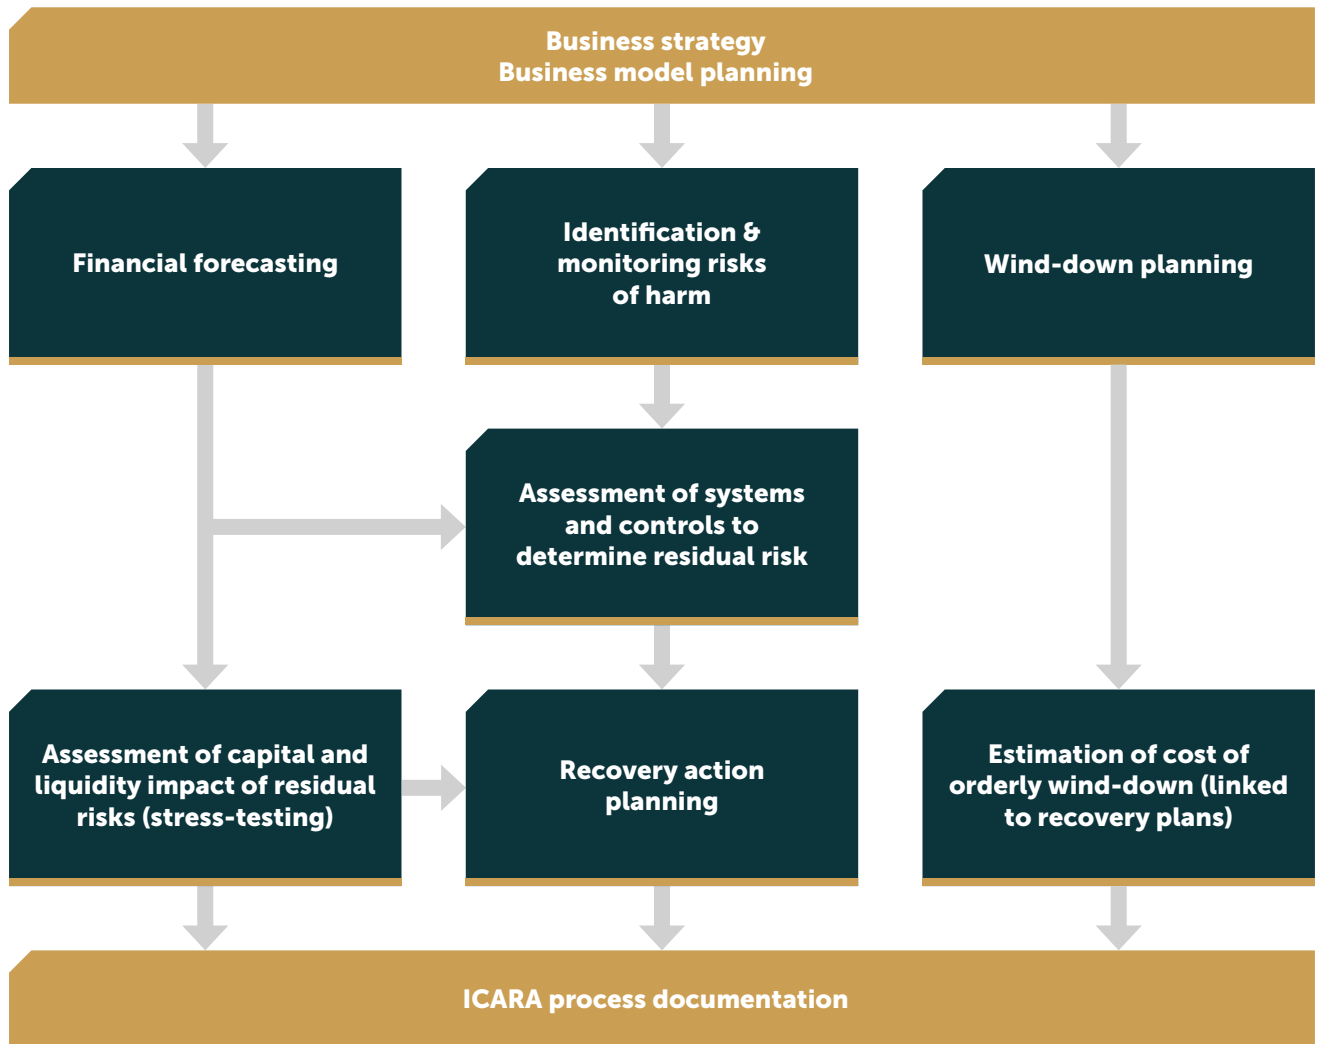 Business strategy
Business model planning
Financial forecasting
Identification &
monitoring risks
of harm
Wind-down planning
Assessment of systems
and controls to
determine residual risk
Assessment of capital and
liquidity impact of residual
risks (stress-testing)
Recovery action
planning
Estimation of cost of
orderly wind-down (linked
to recovery plans)
ICARA process documentation